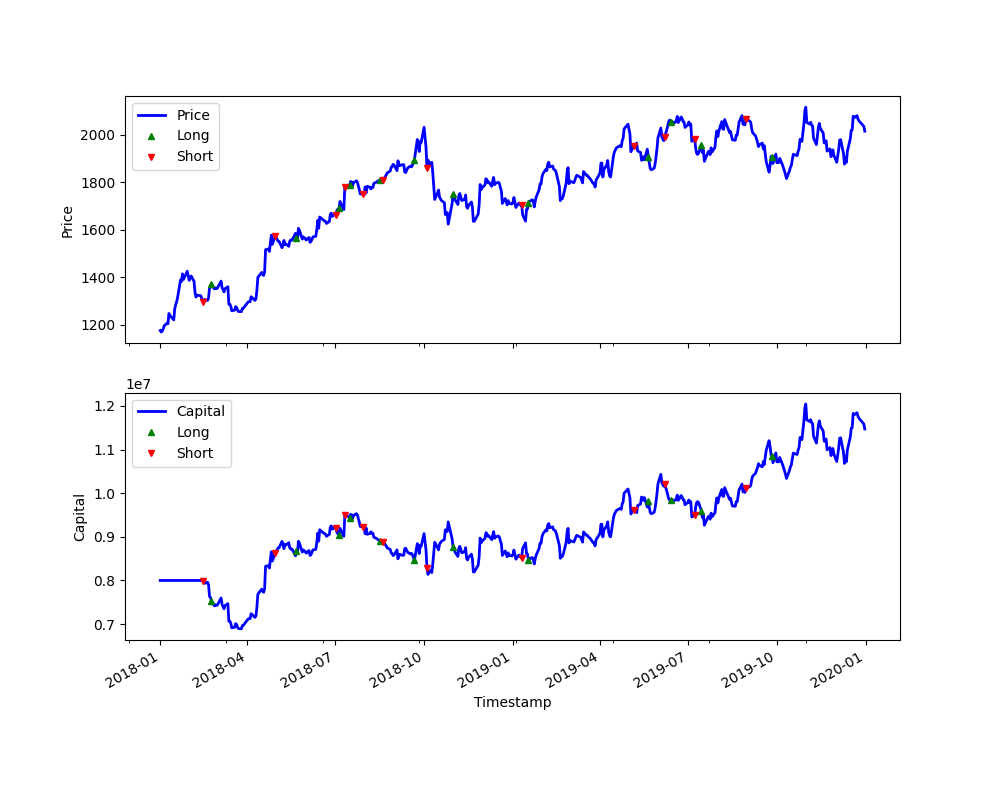 Price
Long
Short
2000
1800
1600
1400
1200
Price
1e7
Capital
Long
Short
1.2
1.1
1.0
0.9
0.8
0.7
Capital
2018-01
2018-04
2018-07
2018-10
2019-01
2019-04
2019-07
2019-10
2020-01
Timestamp